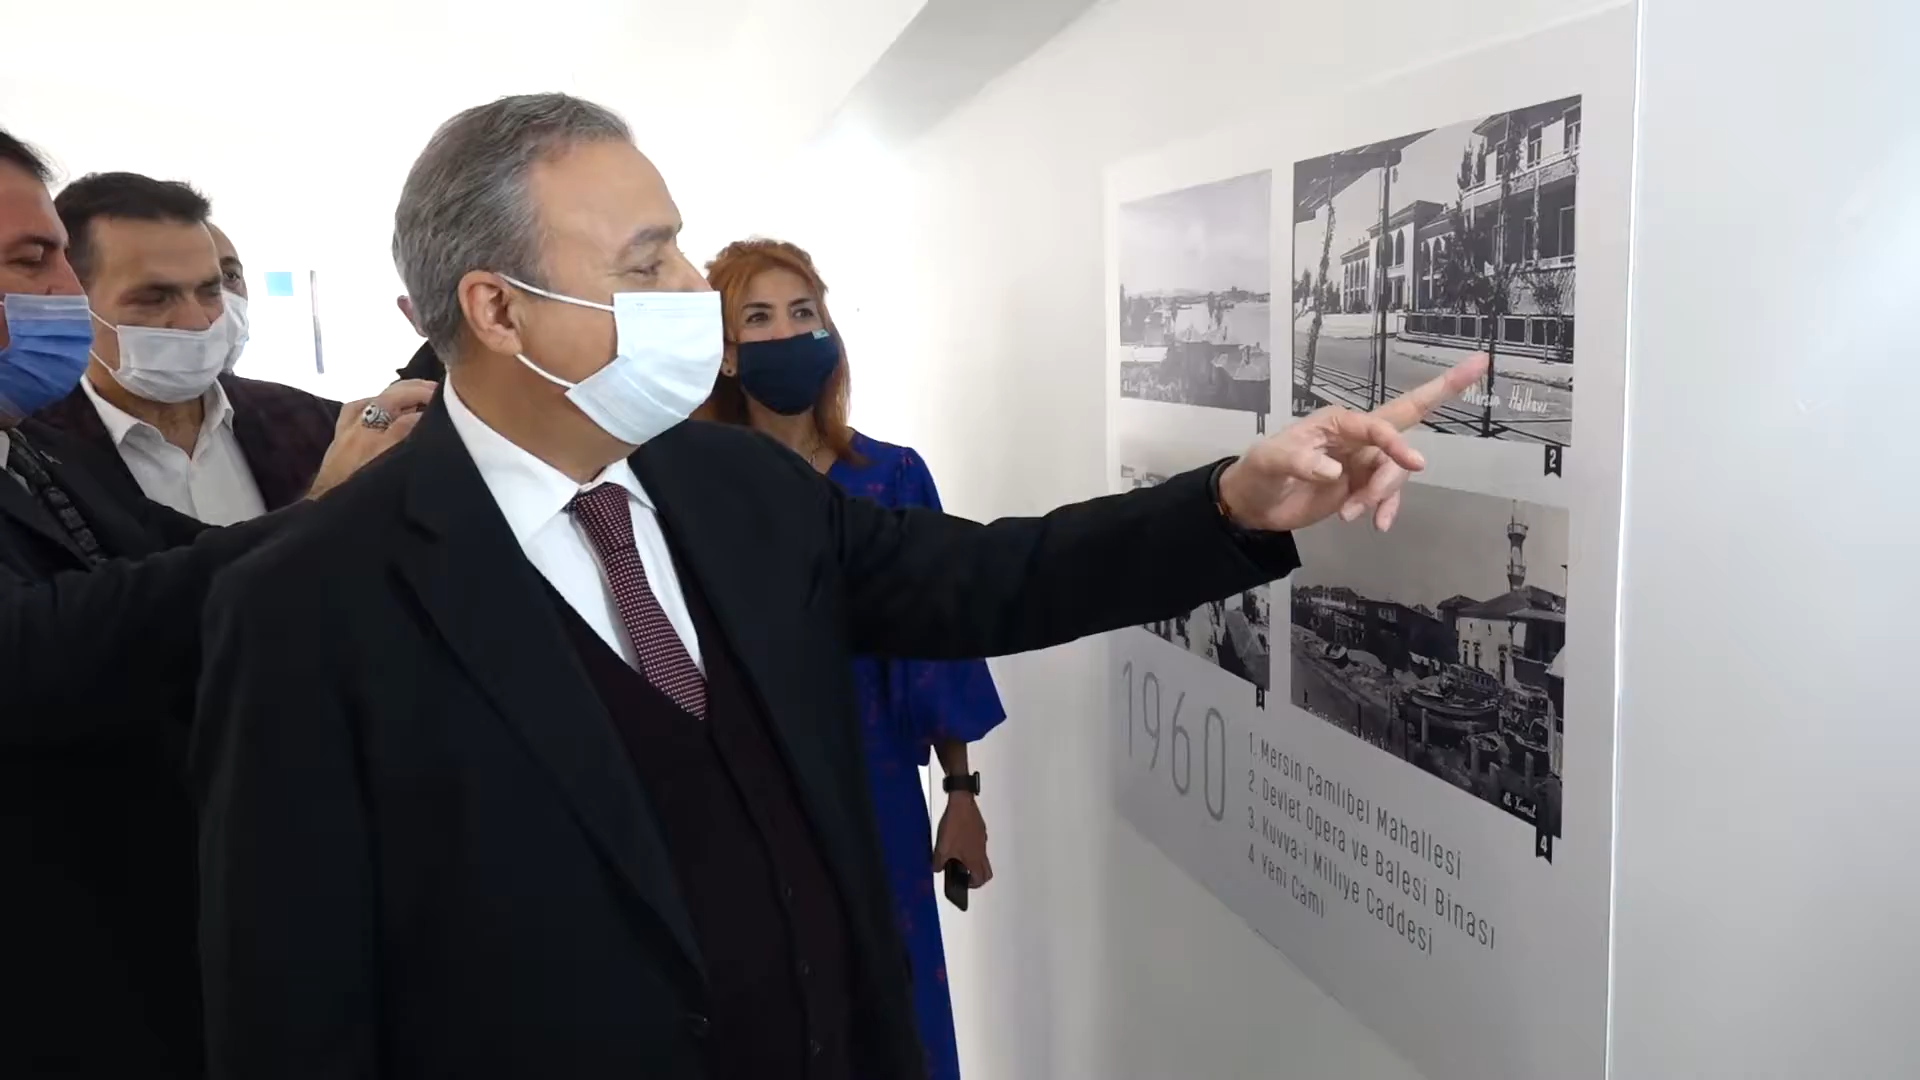 Mersin Halkevi
2
4
1960
1. Mersin Çamlıbel Mahallesi
2. Devlet Opera ve Balesi Binası
3. Kuvva-i Milliye Caddesi
4. Yeni Cami